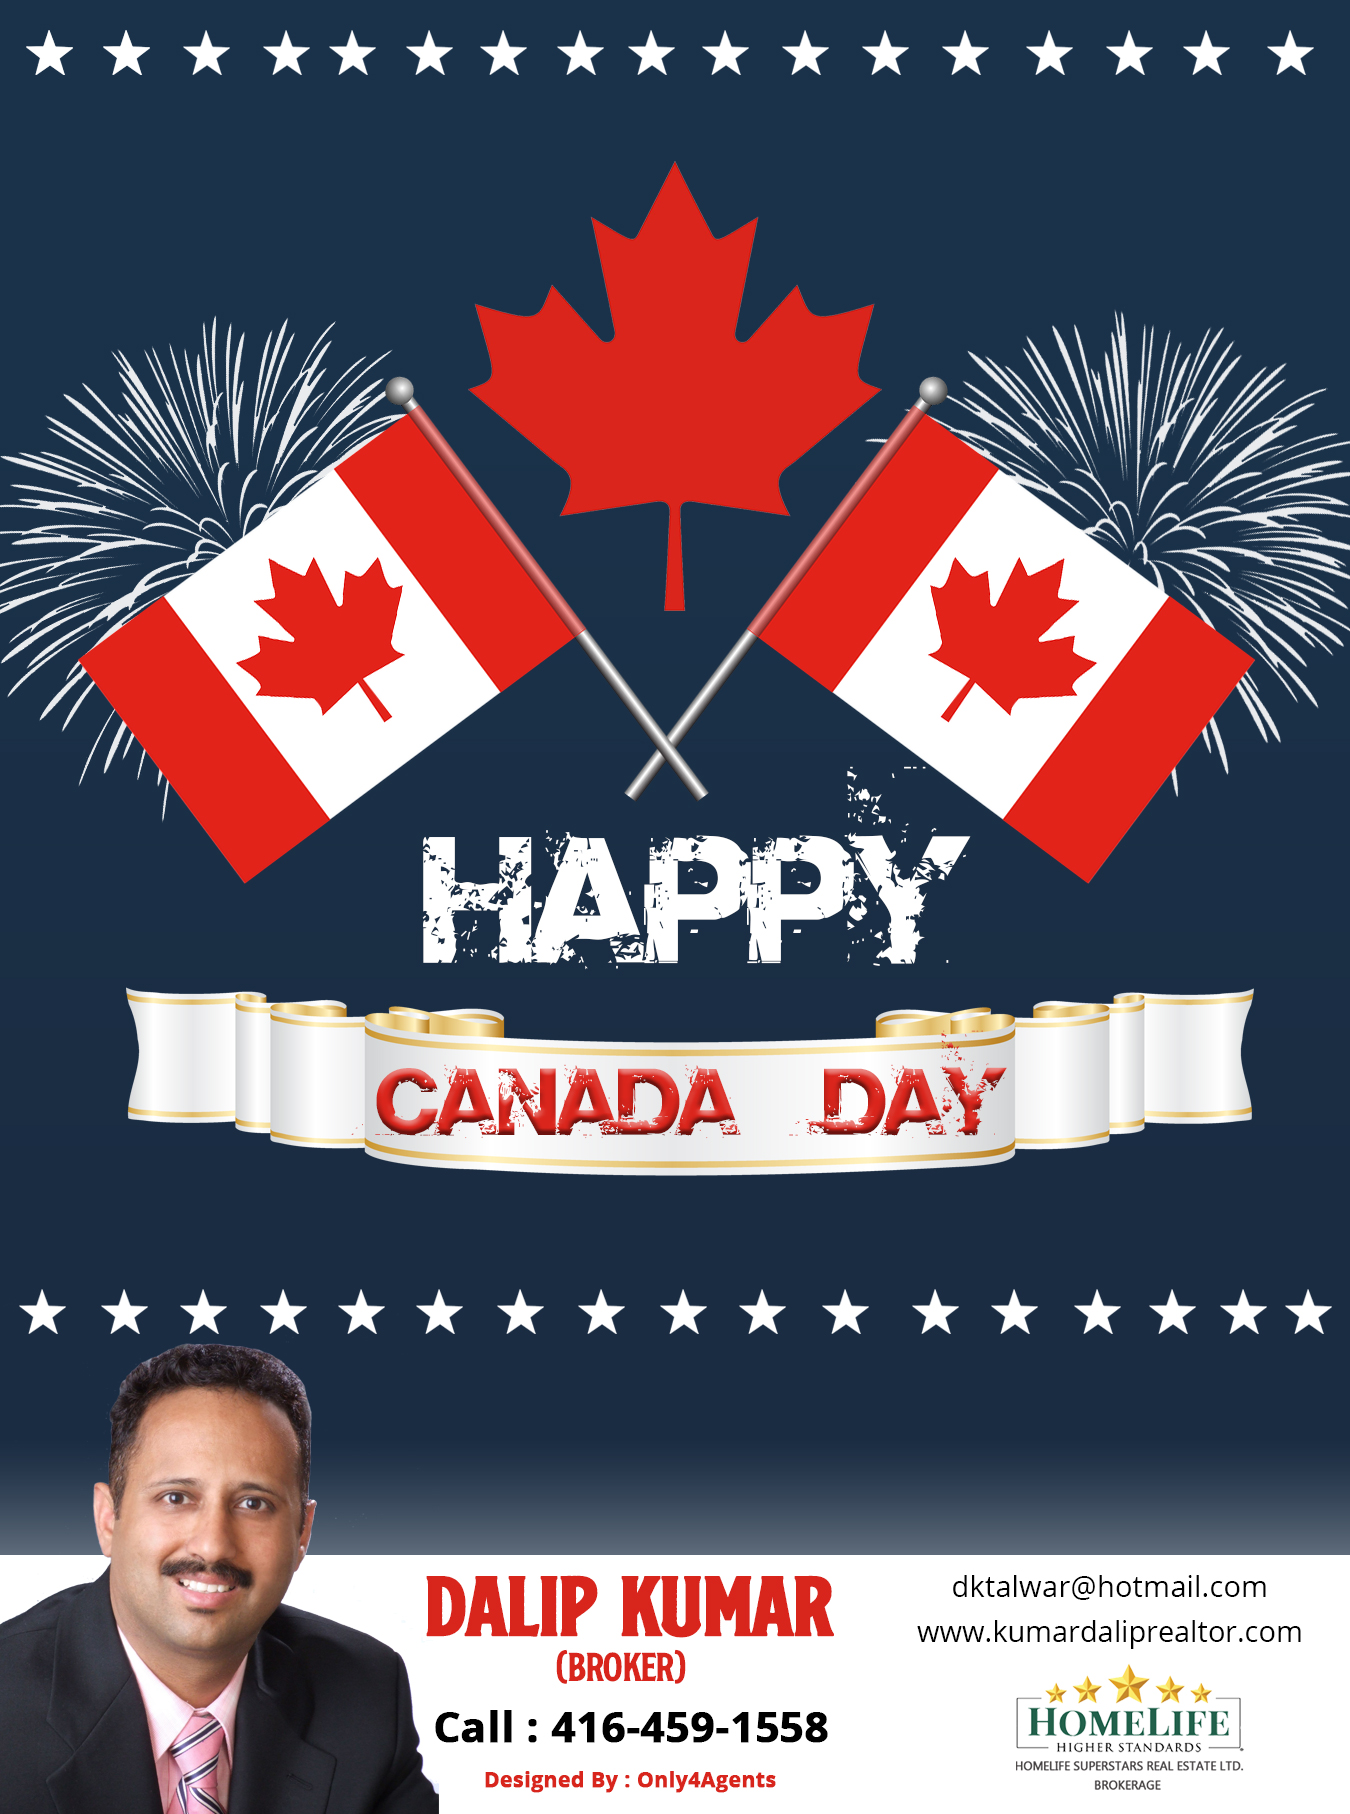 HAPPY
CANADA DAY
DALIP KUMAR
(BROKER)
Call : 416-459-1558
Designed By : Only4Agents
dktalwar@hotmail.com
www.kumardaliprealtor.com
HOMELIFE
HIGHER STANDARDS
HOMELIFE SUPERSTARS REAL ESTATE LTD.
BROKERAGE